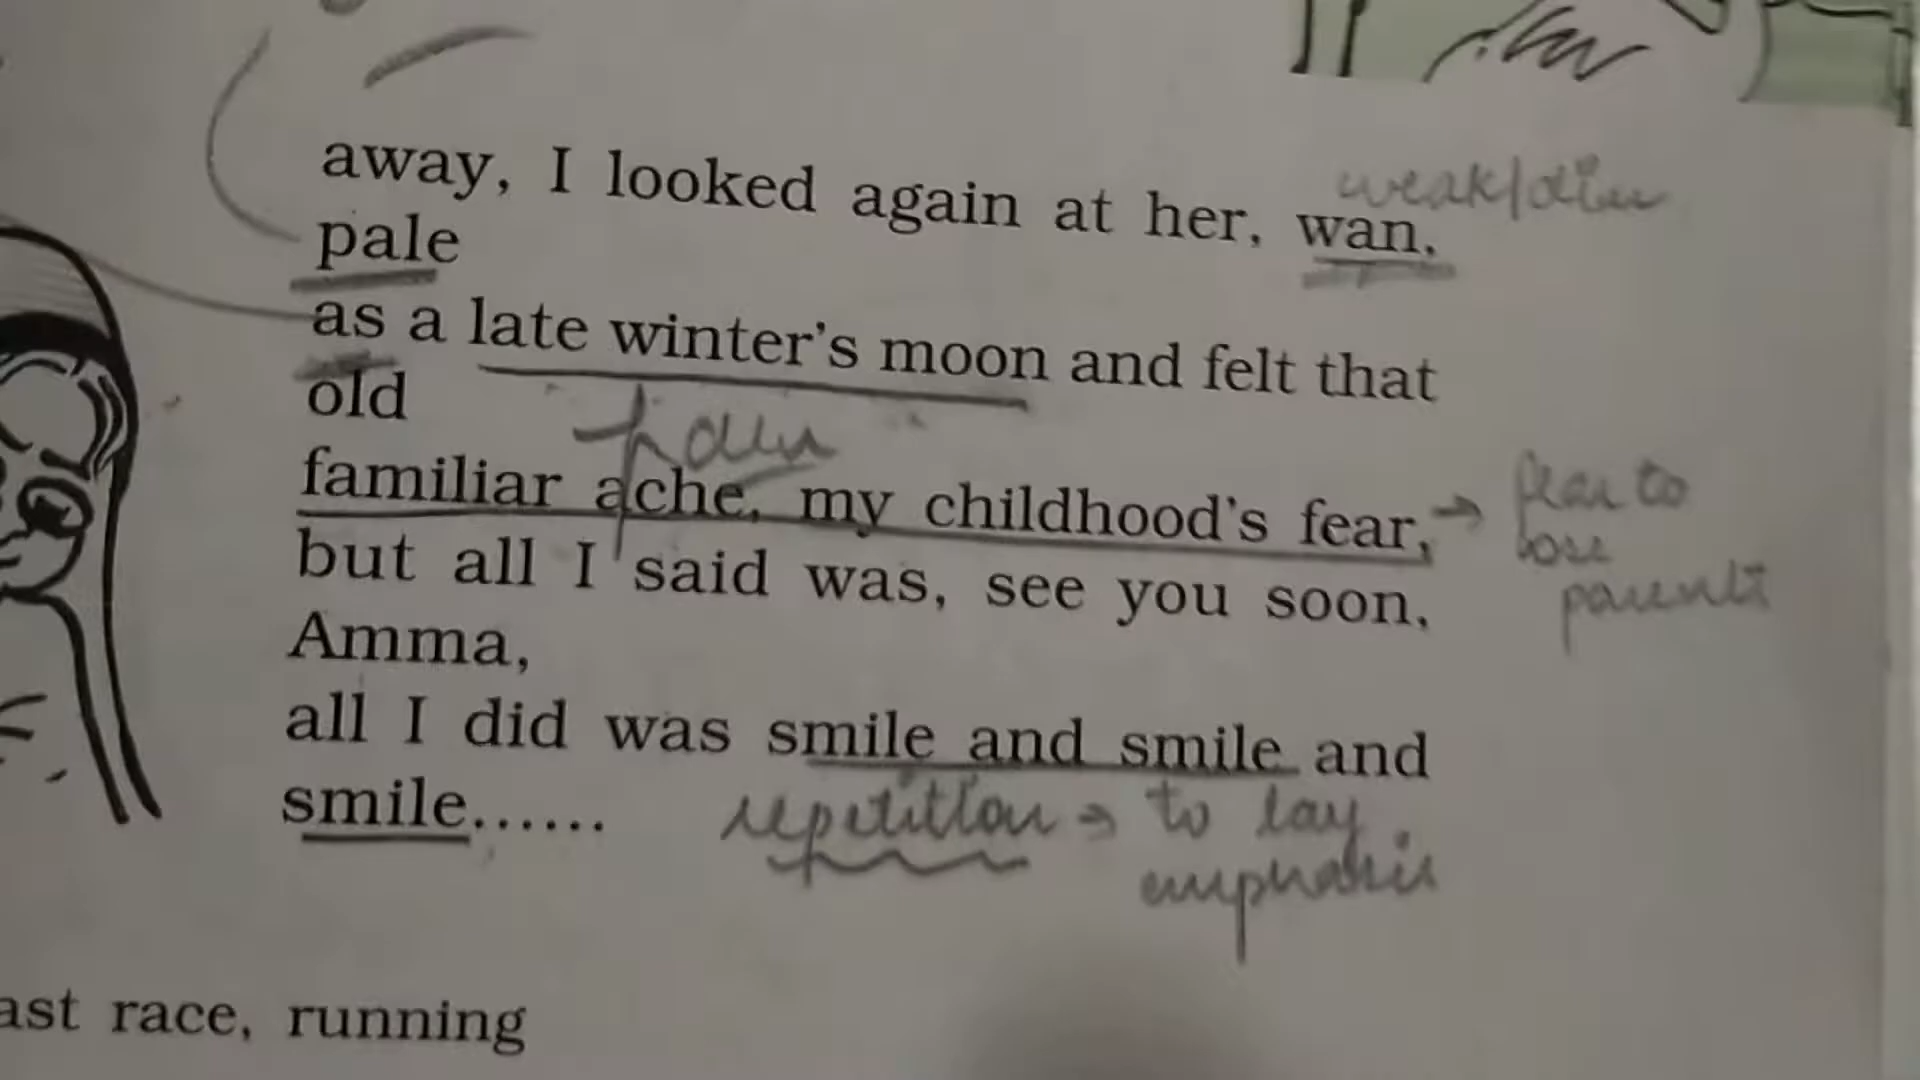 away, I looked again at her, wan,
weak/dim
pale
as a late winter's moon and felt that
old
pain
familiar ache, my childhood's fear,
→ fear to
lose
parents
but all I said was, see you soon,
Amma,
all I did was smile and smile and
smile......
repetition → to lay
emphasis
ast race, running